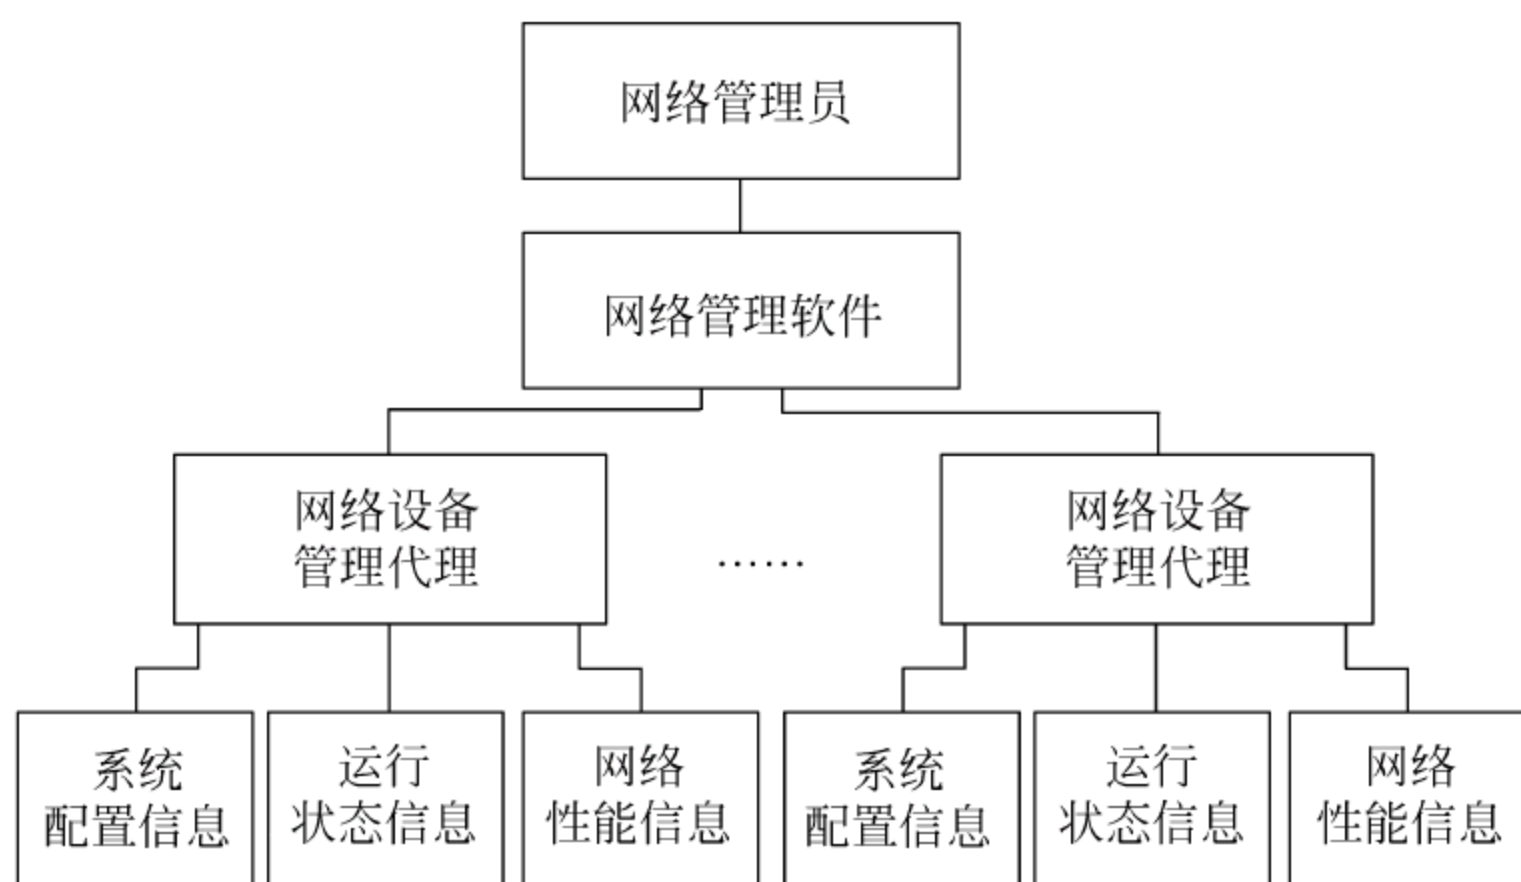 网络管理员
网络管理软件
网络设备
管理代理
……
网络设备
管理代理
系统
配置信息
运行
状态信息
网络
性能信息
系统
配置信息
运行
状态信息
网络
性能信息